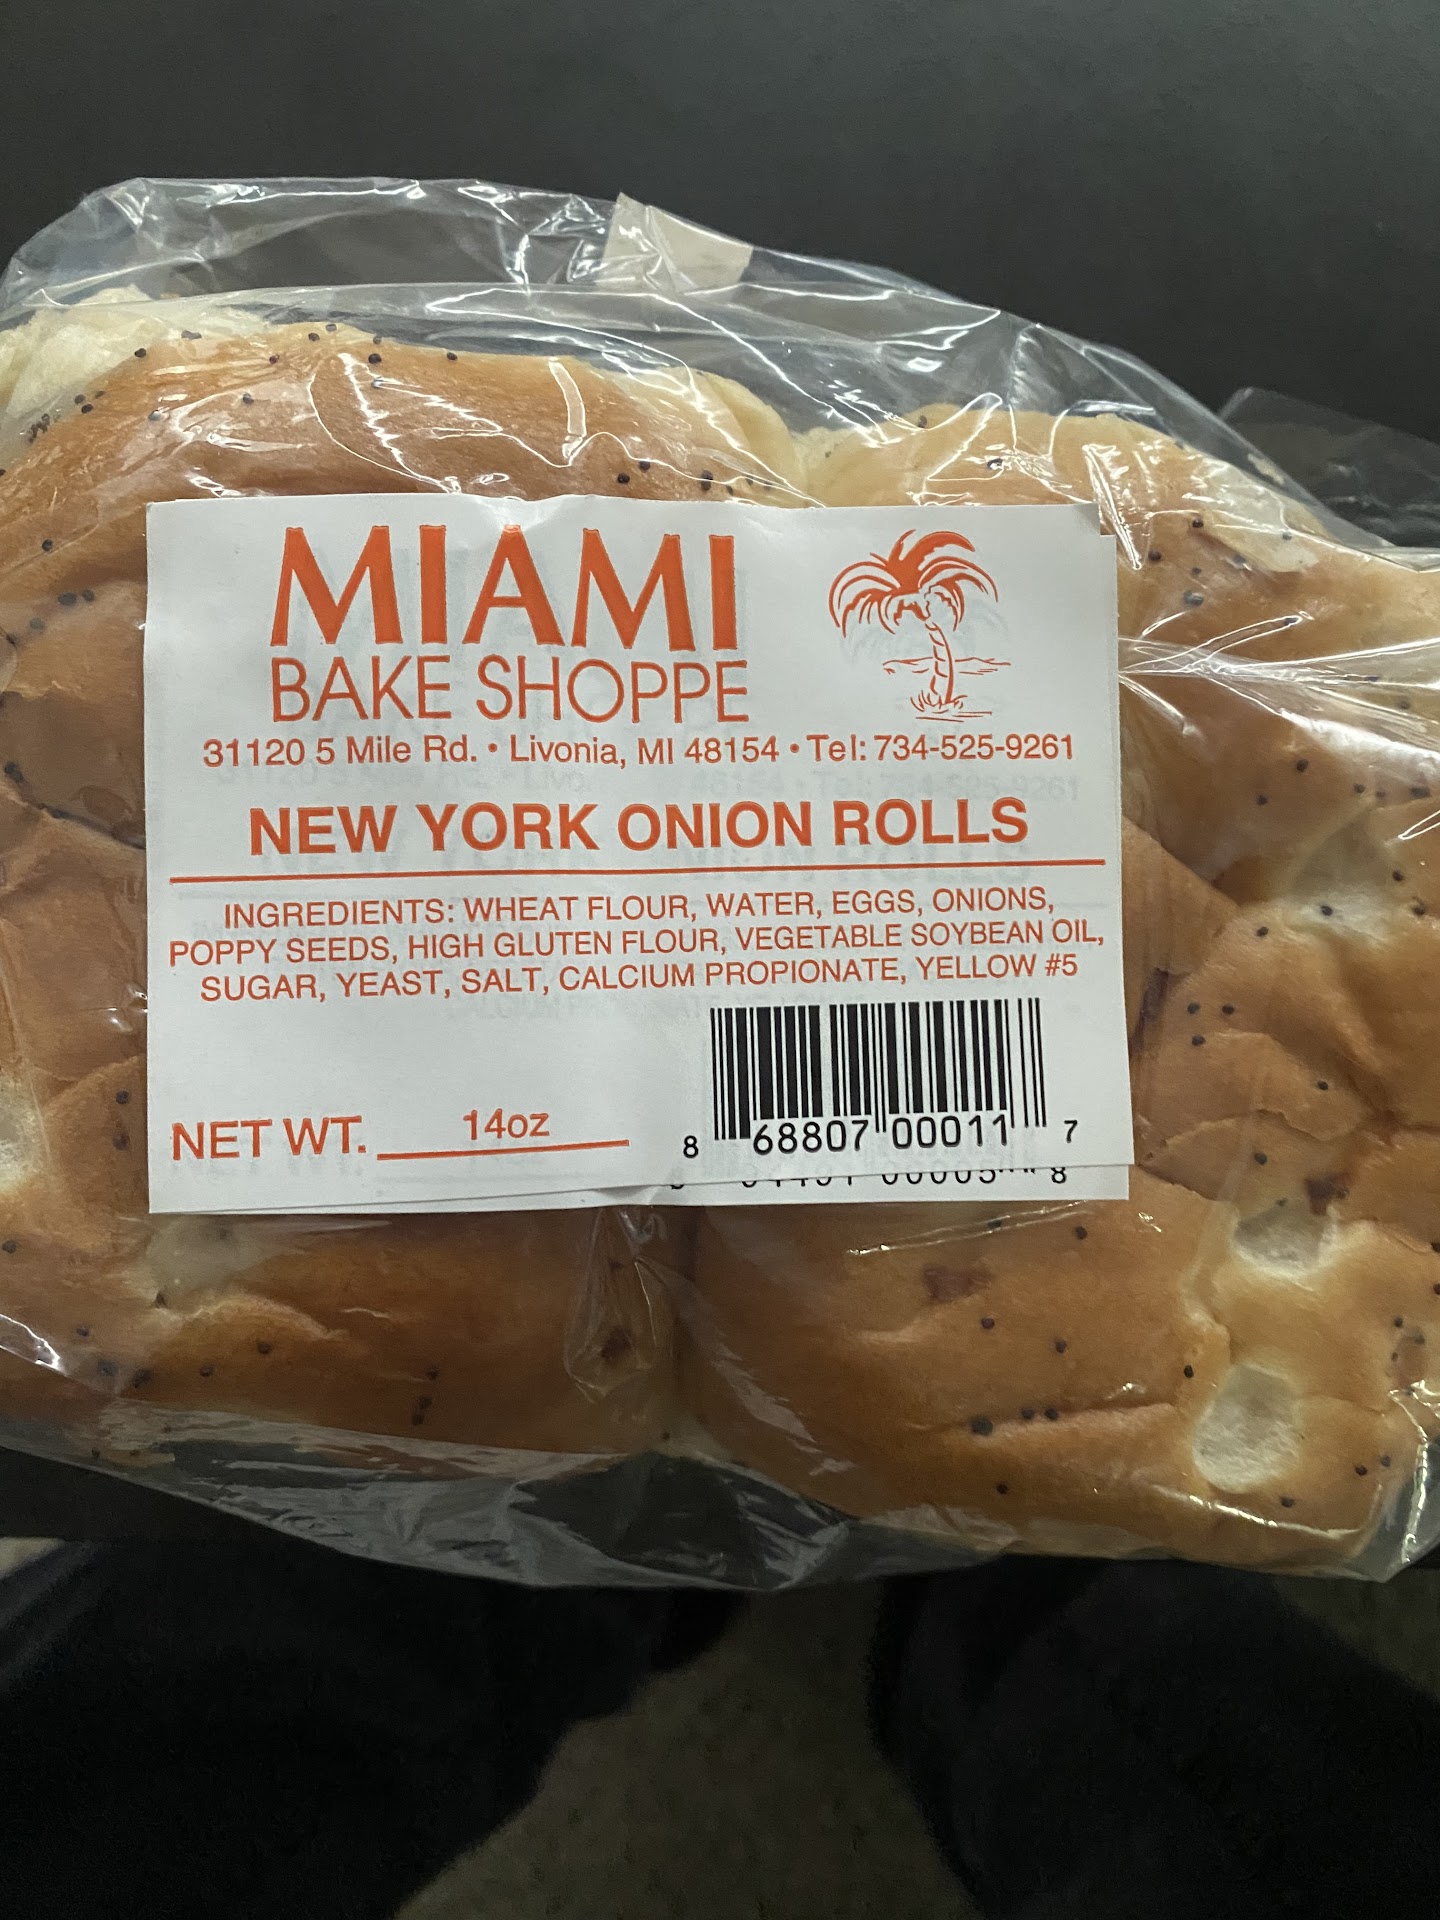 MIAMI
BAKE SHOPPE
31120 5 Mile Rd. • Livonia, MI 48154 • Tel: 734-525-9261
NEW YORK ONION ROLLS
INGREDIENTS: WHEAT FLOUR, WATER, EGGS, ONIONS,
POPPY SEEDS, HIGH GLUTEN FLOUR, VEGETABLE SOYBEAN OIL,
SUGAR, YEAST, SALT, CALCIUM PROPIONATE, YELLOW #5
NET WT. 14oz
8 68807 00011 7
8